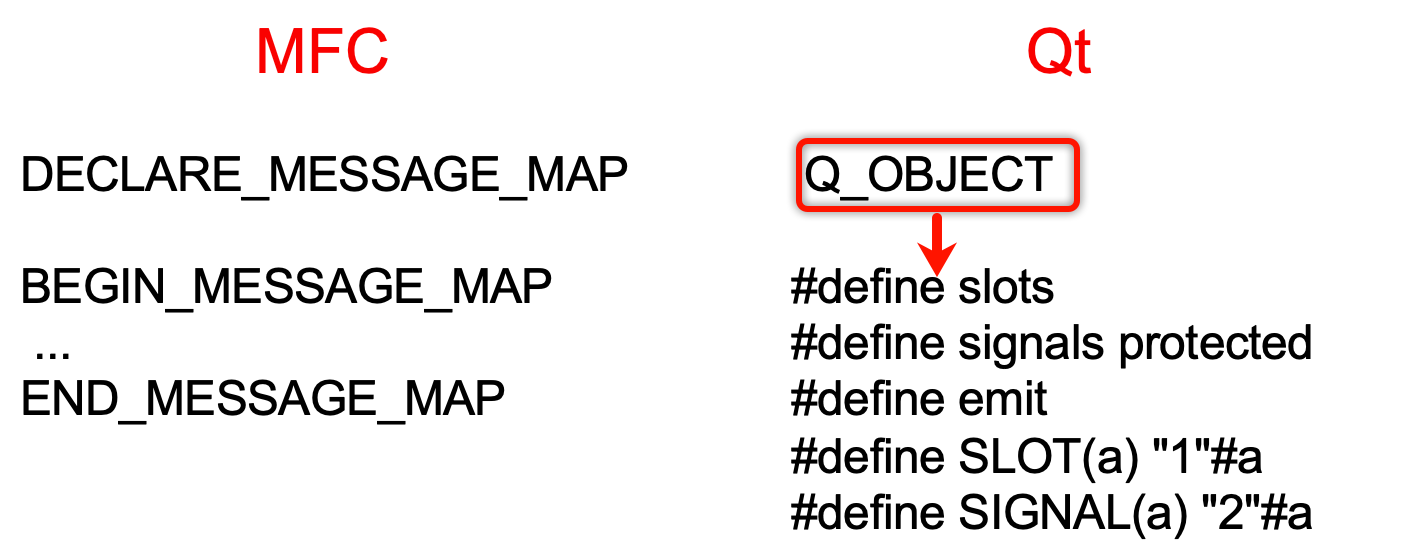 MFC
Qt
DECLARE_MESSAGE_MAP
Q_OBJECT
BEGIN_MESSAGE_MAP
...
END_MESSAGE_MAP
#define slots
#define signals protected
#define emit
#define SLOT(a) "1"#a
#define SIGNAL(a) "2"#a